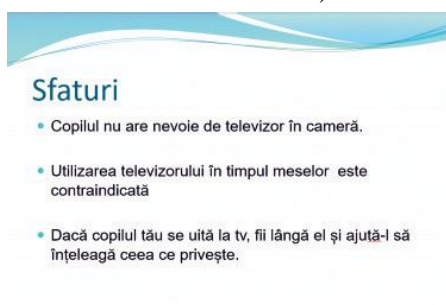 Sfaturi
Copilul nu are nevoie de televizor în cameră.
Utilizarea televizorului în timpul meselor  este
contraindicată
Dacă copilul tău se uită la tv, fii lângă el și ajută-l să
înțeleagă ceea ce privește.